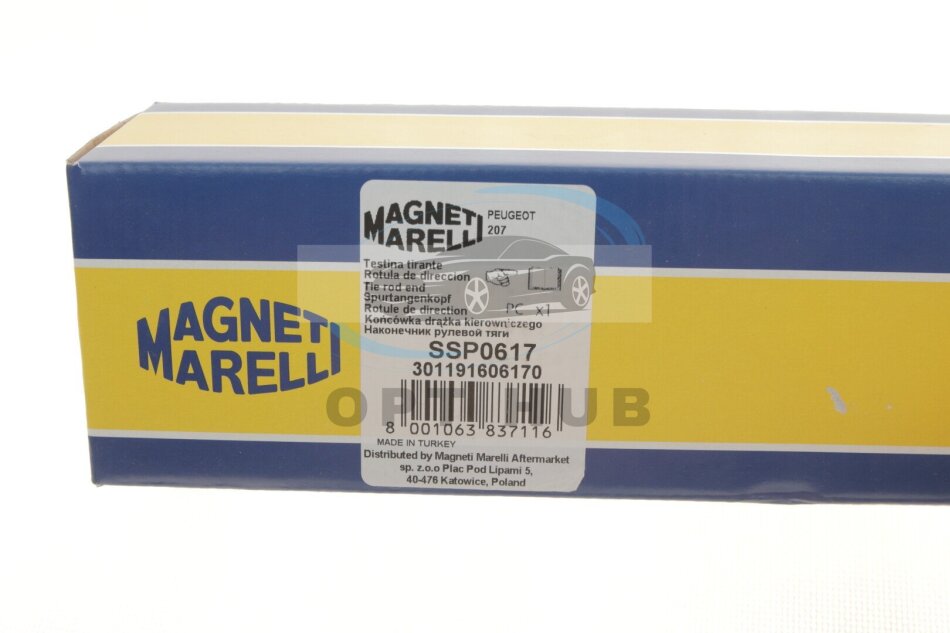 MAGNETI
MARELLI
MAGNETI
MARELLI
PEUGEOT
207
Testina tirante
Rotula de direccion
Tie rod end
Spurtangenkopf
Rotule de direction
PC x1
Końcówka drążka kierowniczego
Наконечник рулевой тяги
SSP0617
301191606170
OPT HUB
8 001063 837116
MADE IN TURKEY
Distributed by Magneti Marelli Aftermarket
sp. z.o.o Plac Pod Lipami 5,
40-476 Katowice, Poland